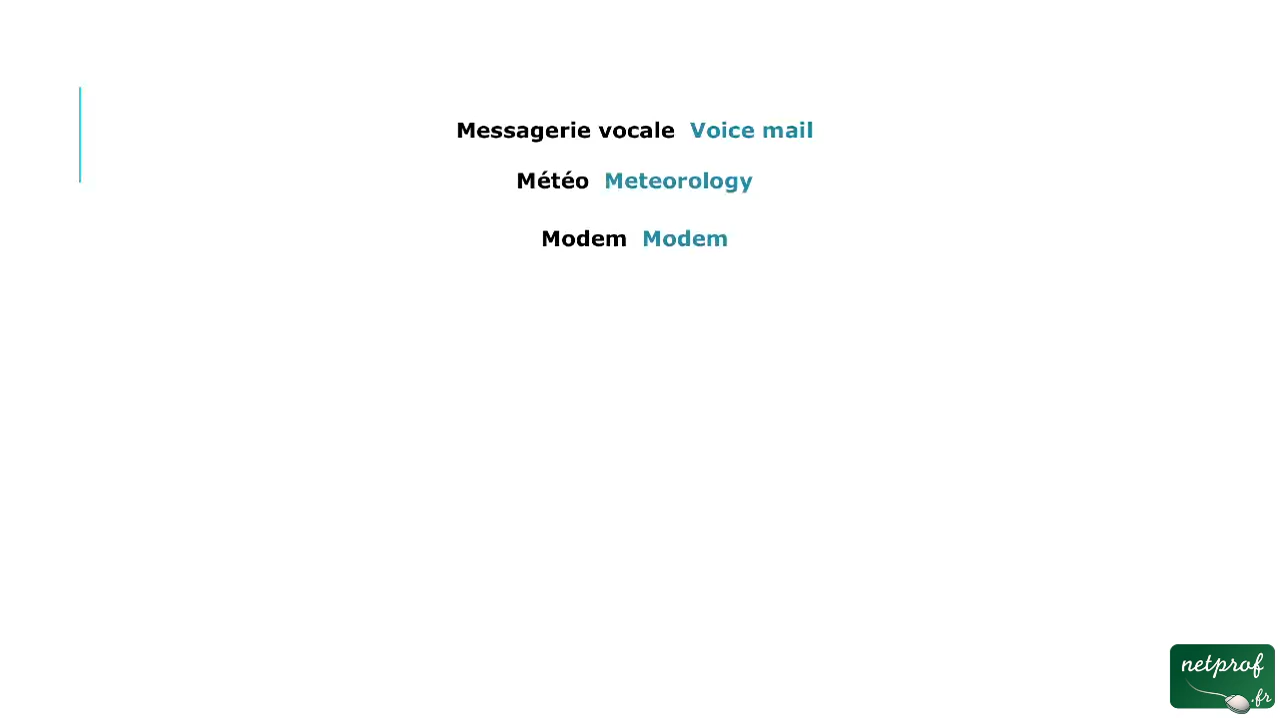 Messagerie vocale Voice mail
Météo Meteorology
Modem Modem
netprof
.fr